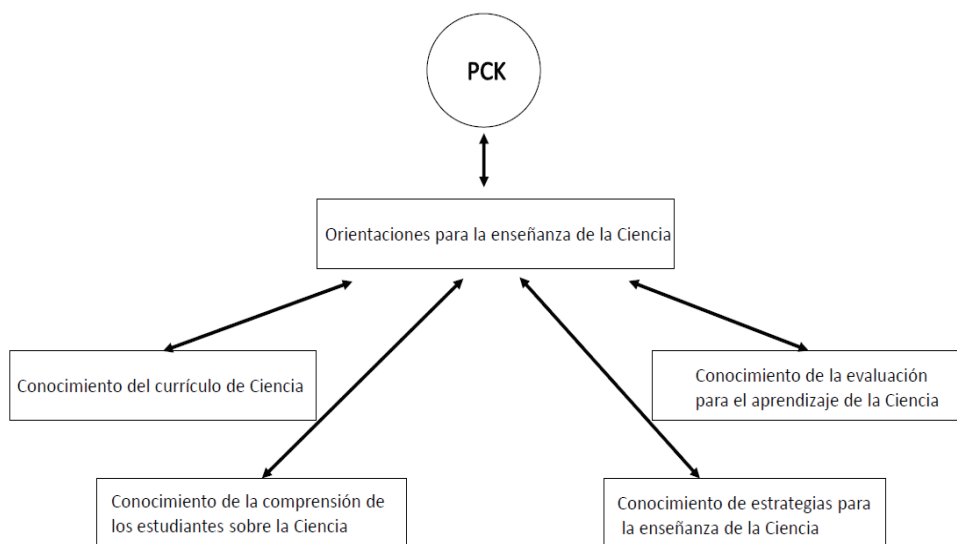 PCK
Orientaciones para la enseñanza de la Ciencia
Conocimiento del currículo de Ciencia
Conocimiento de la evaluación
para el aprendizaje de la Ciencia
Conocimiento de la comprensión de
los estudiantes sobre la Ciencia
Conocimiento de estrategias para
la enseñanza de la Ciencia